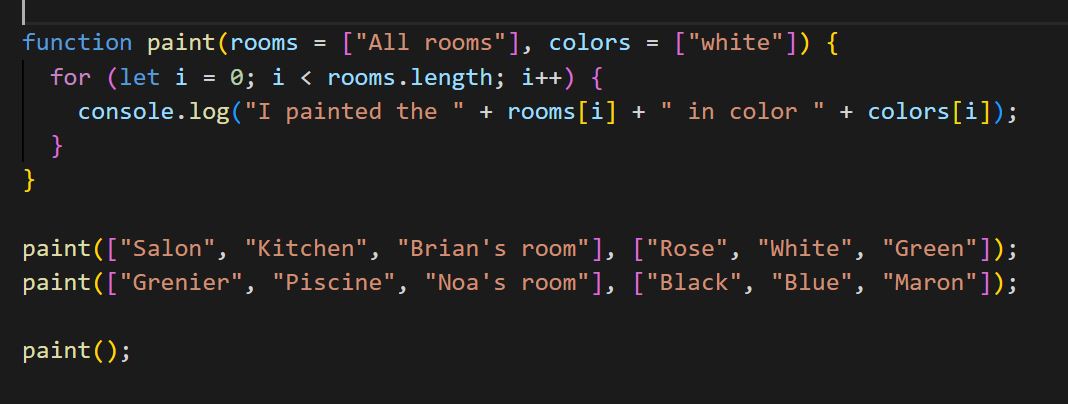 function paint(rooms = ["All rooms"], colors = ["white"]) {
  for (let i = 0; i < rooms.length; i++) {
    console.log("I painted the " + rooms[i] + " in color " + colors[i]);
  }
}
paint(["Salon", "Kitchen", "Brian's room"], ["Rose", "White", "Green"]);
paint(["Grenier", "Piscine", "Noa's room"], ["Black", "Blue", "Maron"]);
paint();